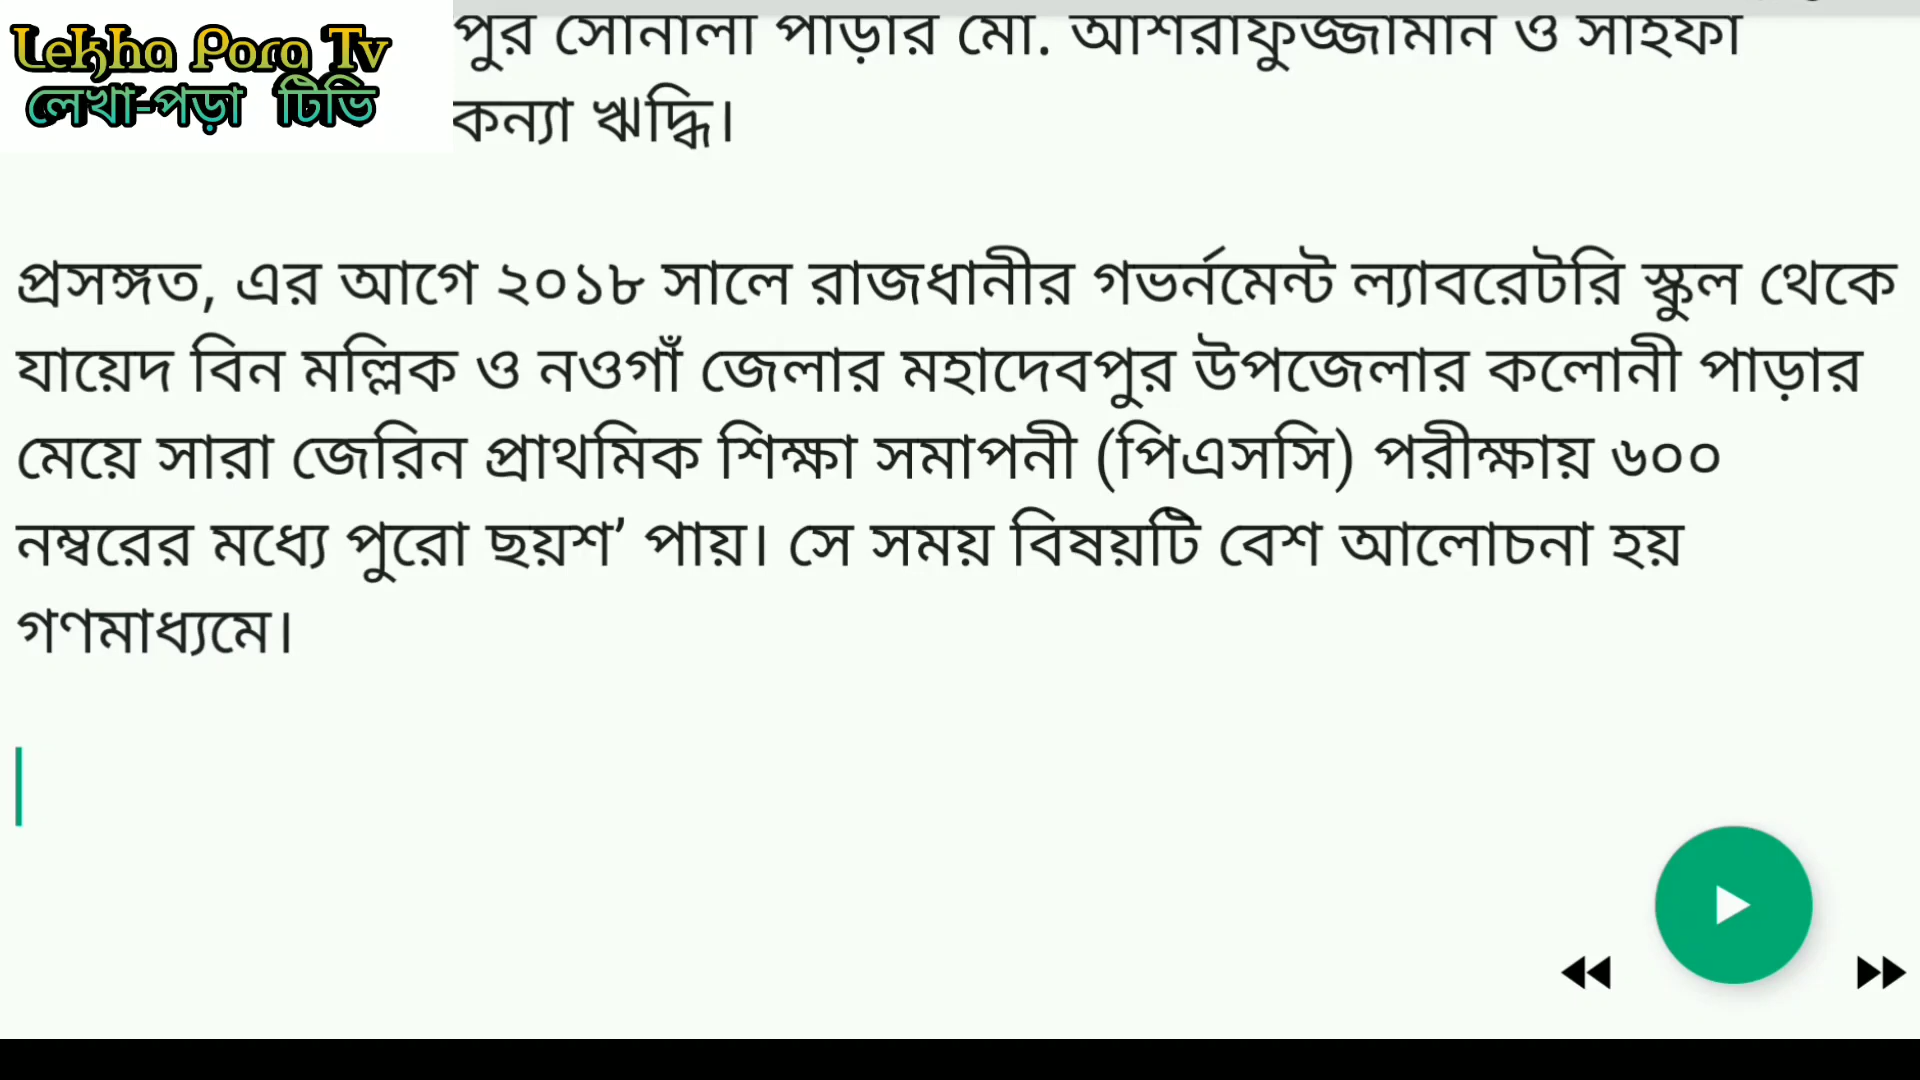 Lekha Pora Tv
লেখা-পড়া টিভি
পুর সোনালা পাড়ার মো. আশরাফুজ্জামান ও সাহফা
কন্যা ঋদ্ধি।
প্রসঙ্গত, এর আগে ২০১৮ সালে রাজধানীর গভর্নমেন্ট ল্যাবরেটরি স্কুল থেকে
যায়েদ বিন মল্লিক ও নওগাঁ জেলার মহাদেবপুর উপজেলার কলোনী পাড়ার
মেয়ে সারা জেরিন প্রাথমিক শিক্ষা সমাপনী (পিএসসি) পরীক্ষায় ৬০০
নম্বরের মধ্যে পুরো ছয়শ’ পায়। সে সময় বিষয়টি বেশ আলোচনা হয়
গণমাধ্যমে।